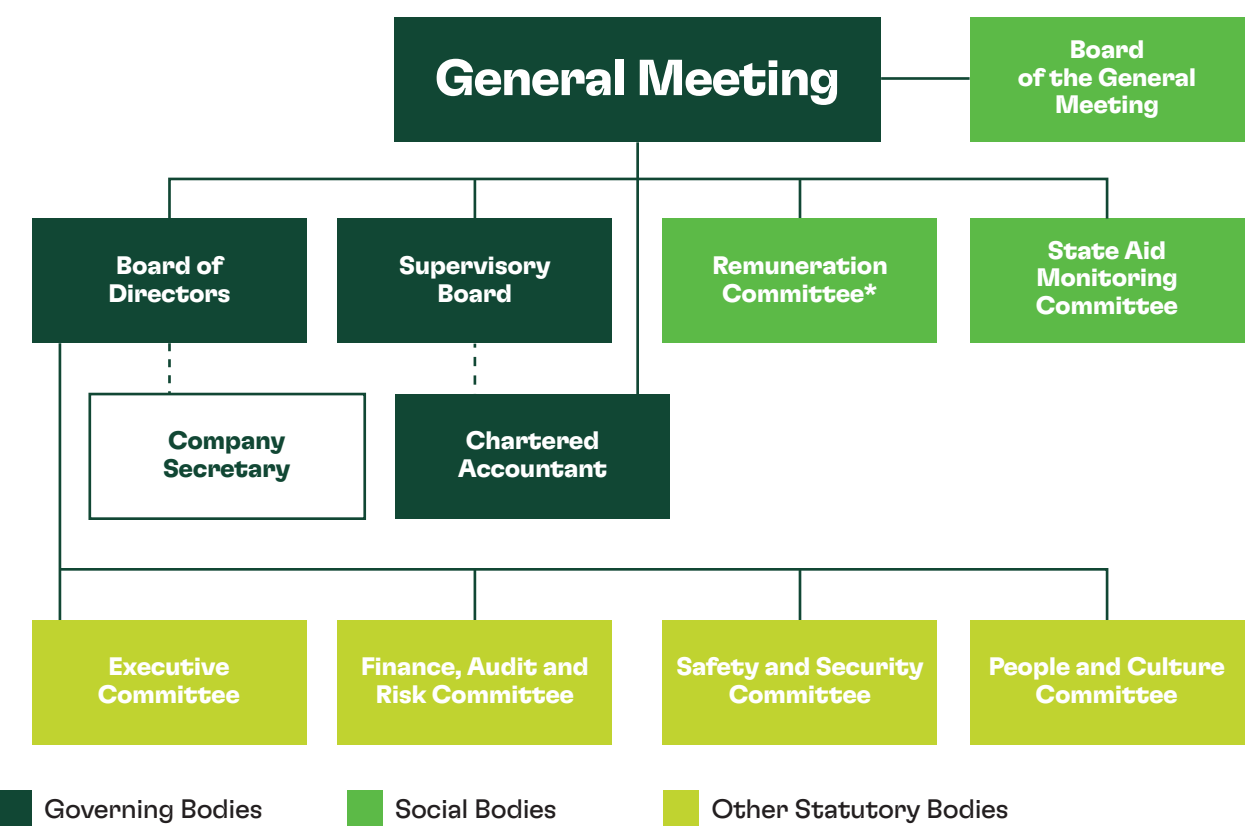 General Meeting
Board
of the General
Meeting
Board of
Directors
Supervisory
Board
Remuneration
Committee*
State Aid
Monitoring
Committee
Company
Secretary
Chartered
Accountant
Executive
Committee
Finance, Audit and
Risk Committee
Safety and Security
Committee
People and Culture
Committee
Governing Bodies
Social Bodies
Other Statutory Bodies